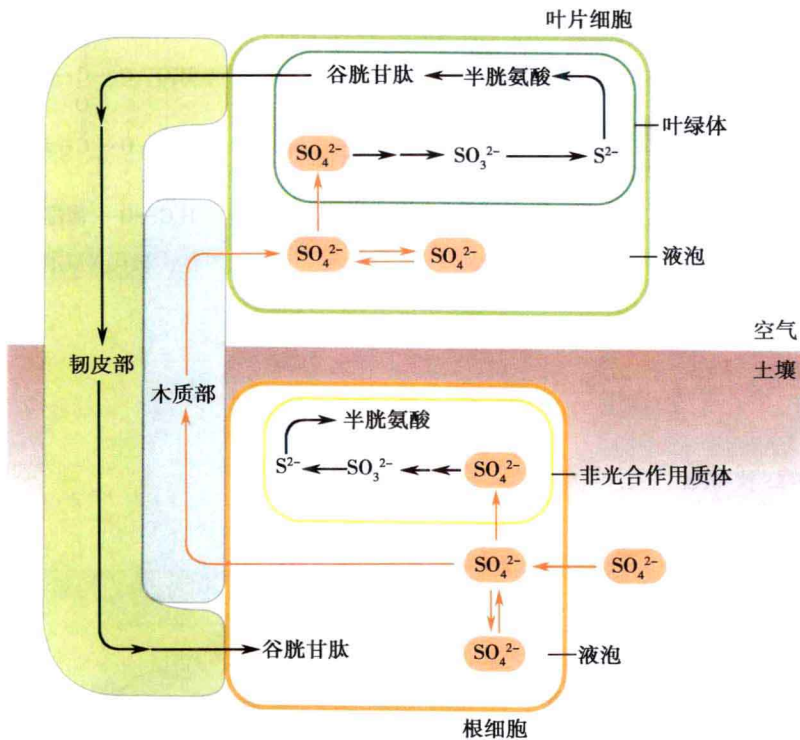 叶片细胞
谷胱甘肽 半胱氨酸
叶绿体
SO₄²⁻ SO₃²⁻ S²⁻
SO₄²⁻ SO₄²⁻ 液泡
空气
韧皮部 土壤
木质部
半胱氨酸
S²⁻ SO₃²⁻ SO₄²⁻ 非光合作用质体
SO₄²⁻ SO₄²⁻
谷胱甘肽 SO₄²⁻ 液泡
根细胞